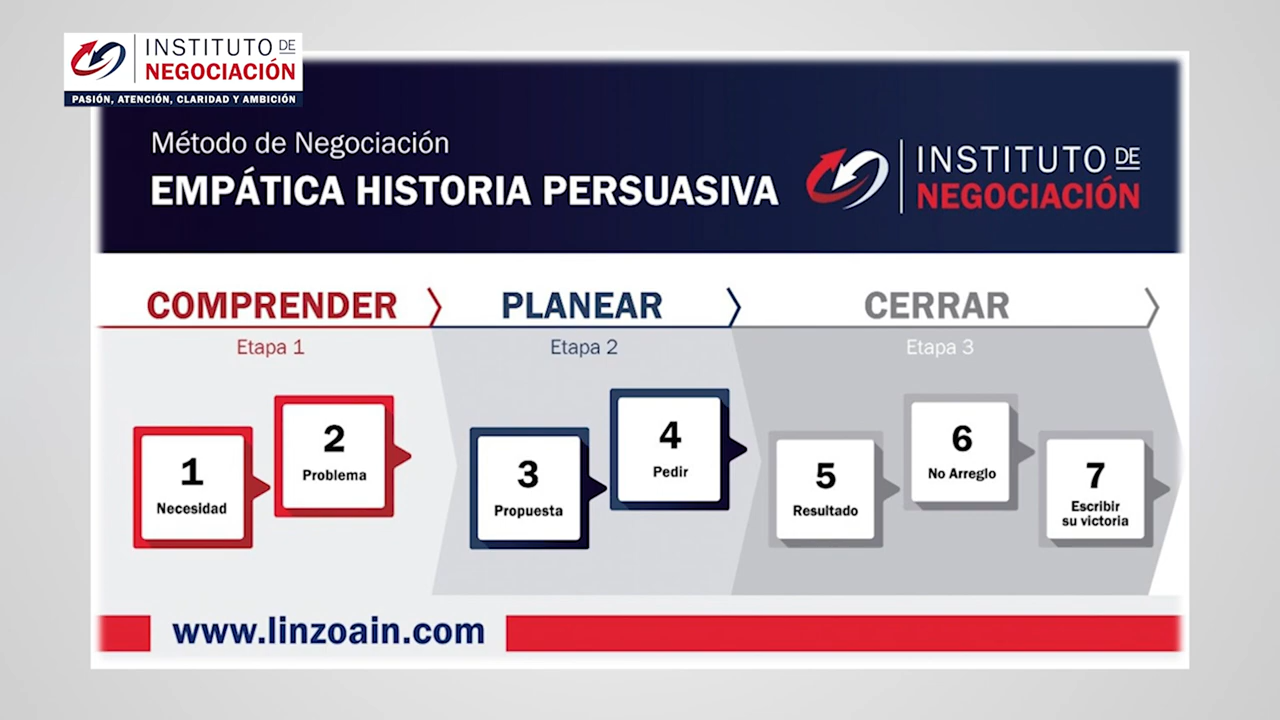 INSTITUTO DE
NEGOCIACIÓN
PASIÓN, ATENCIÓN, CLARIDAD Y AMBICIÓN
Método de Negociación
EMPÁTICA HISTORIA PERSUASIVA
INSTITUTO DE
NEGOCIACIÓN
COMPRENDER
Etapa 1
PLANEAR
Etapa 2
CERRAR
Etapa 3
1
Necesidad
2
Problema
3
Propuesta
4
Pedir
5
Resultado
6
No Arreglo
7
Escribir
su victoria
www.linzoain.com